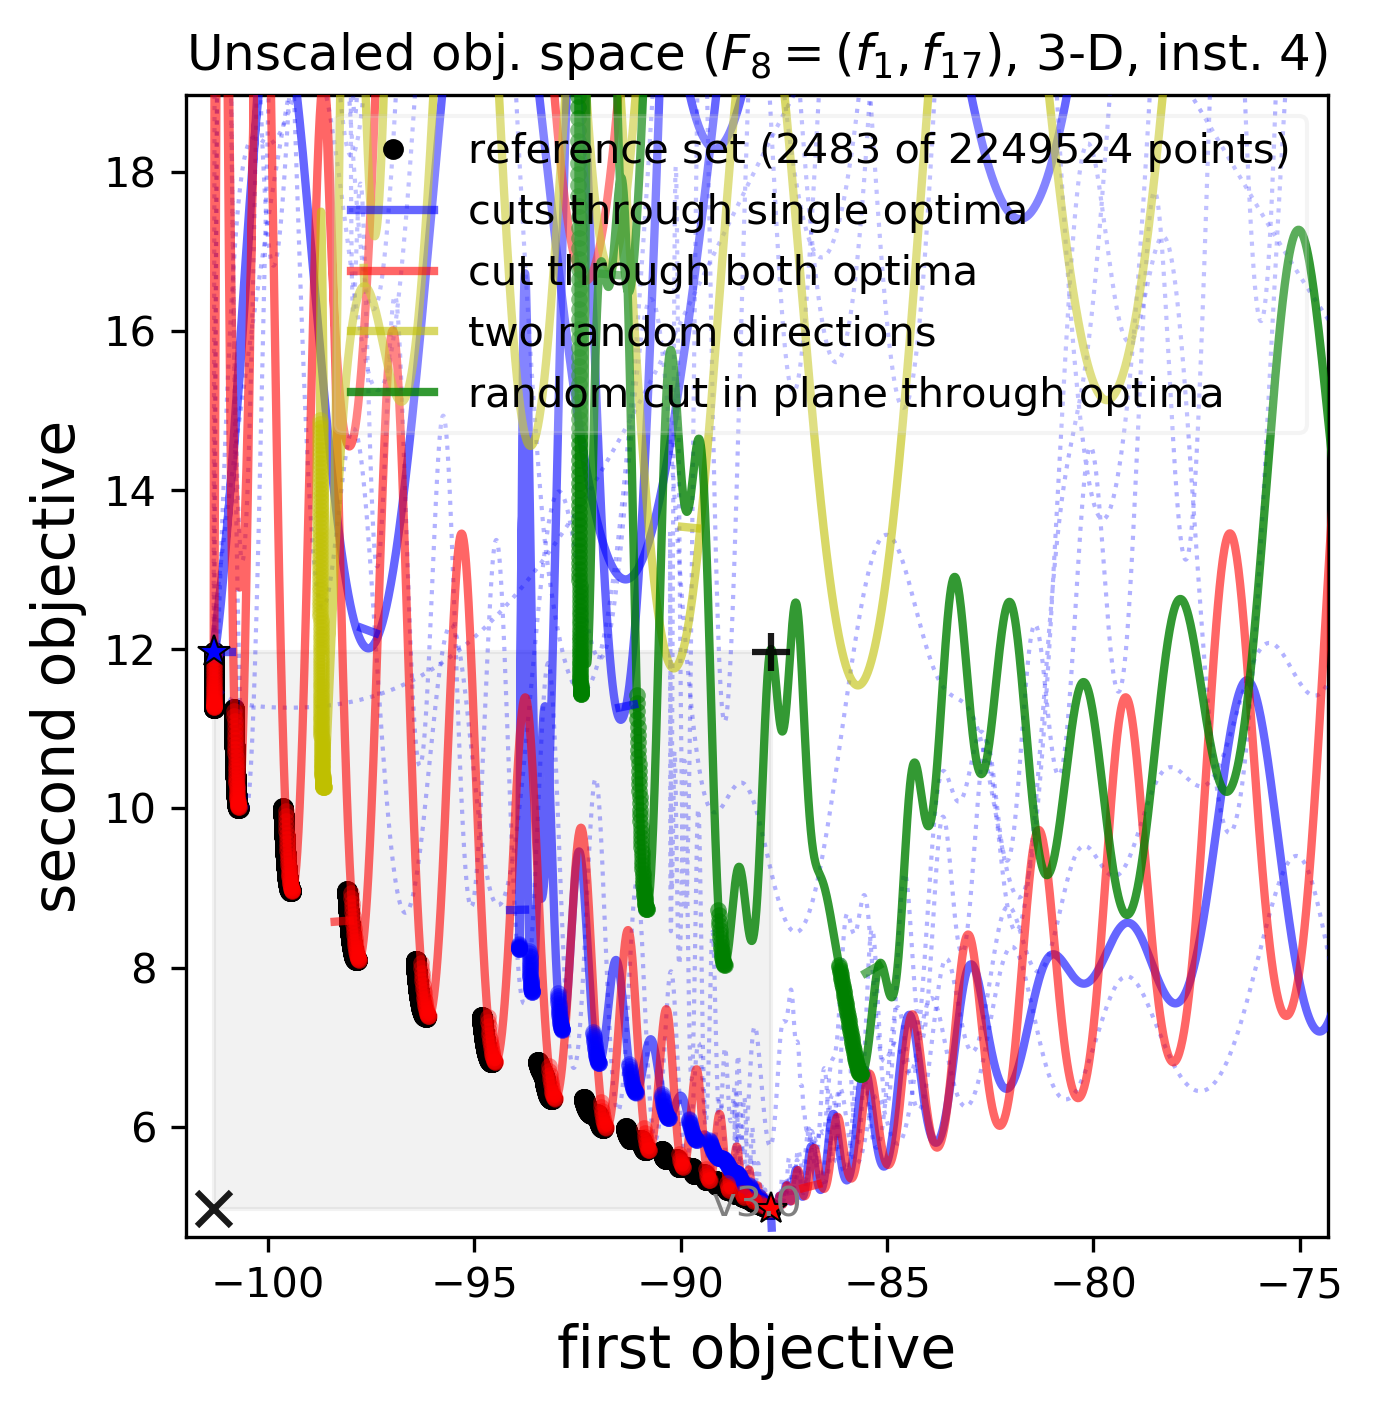 Unscaled obj. space (F₈ = (f₁, f₁₇), 3-D, inst. 4)
reference set (2483 of 2249524 points)
cuts through single optima
cut through both optima
two random directions
random cut in plane through optima
second objective
18
16
14
12
10
8
6
v3.0
−100
−95
−90
−85
−80
−75
first objective